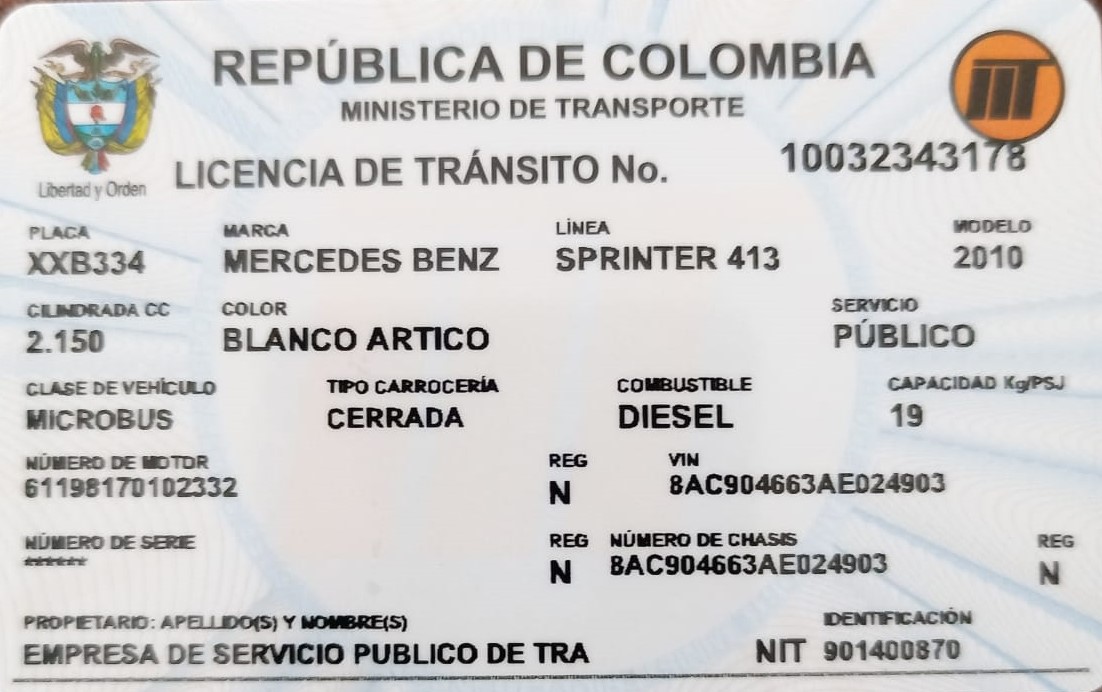 REPÚBLICA DE COLOMBIA
MINISTERIO DE TRANSPORTE
Libertad y Orden
LICENCIA DE TRÁNSITO No. 10032343178
PLACA MARCA LÍNEA MODELO
XXB334 MERCEDES BENZ SPRINTER 413 2010
CILINDRADA CC COLOR SERVICIO
2.150 BLANCO ARTICO PÚBLICO
CLASE DE VEHÍCULO TIPO CARROCERÍA COMBUSTIBLE CAPACIDAD Kg/PSJ
MICROBUS CERRADA DIESEL 19
NÚMERO DE MOTOR REG VIN
61198170102332 N 8AC904663AE024903
NÚMERO DE SERIE REG NÚMERO DE CHASIS REG
****** N 8AC904663AE024903 N
PROPIETARIO: APELLIDO(S) Y NOMBRE(S) IDENTIFICACIÓN
EMPRESA DE SERVICIO PUBLICO DE TRA NIT 901400870